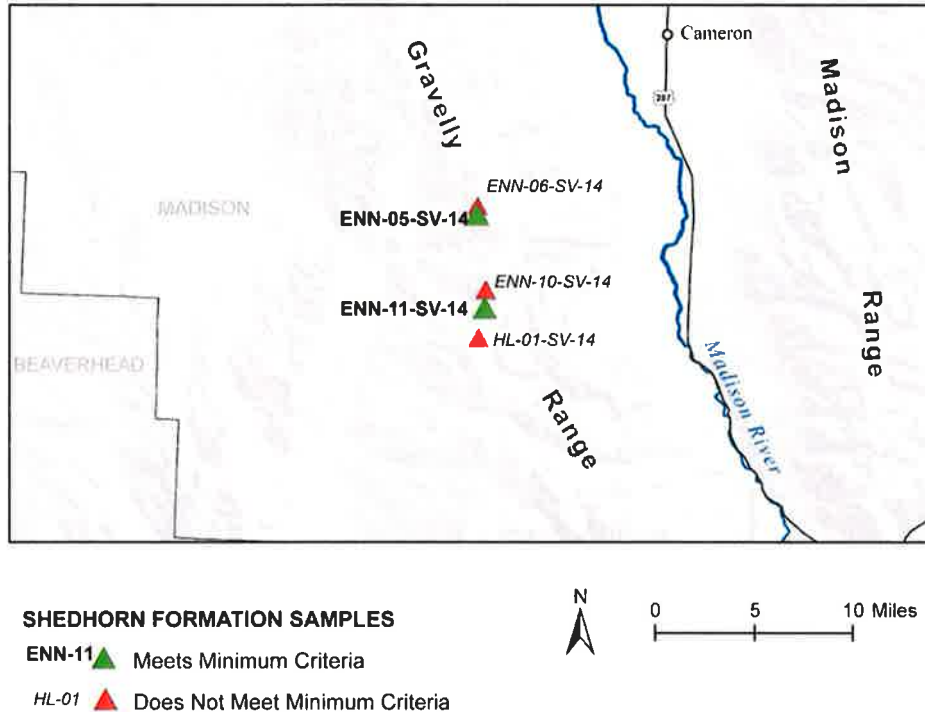 Cameron
Gravelly
Madison
287
ENN-06-SV-14
MADISON
ENN-05-SV-14
ENN-10-SV-14
ENN-11-SV-14
Range
HL-01-SV-14
BEAVERHEAD
Madison River
Range
SHEDHORN FORMATION SAMPLES
ENN-11 Meets Minimum Criteria
HL-01 Does Not Meet Minimum Criteria
N
0 5 10 Miles